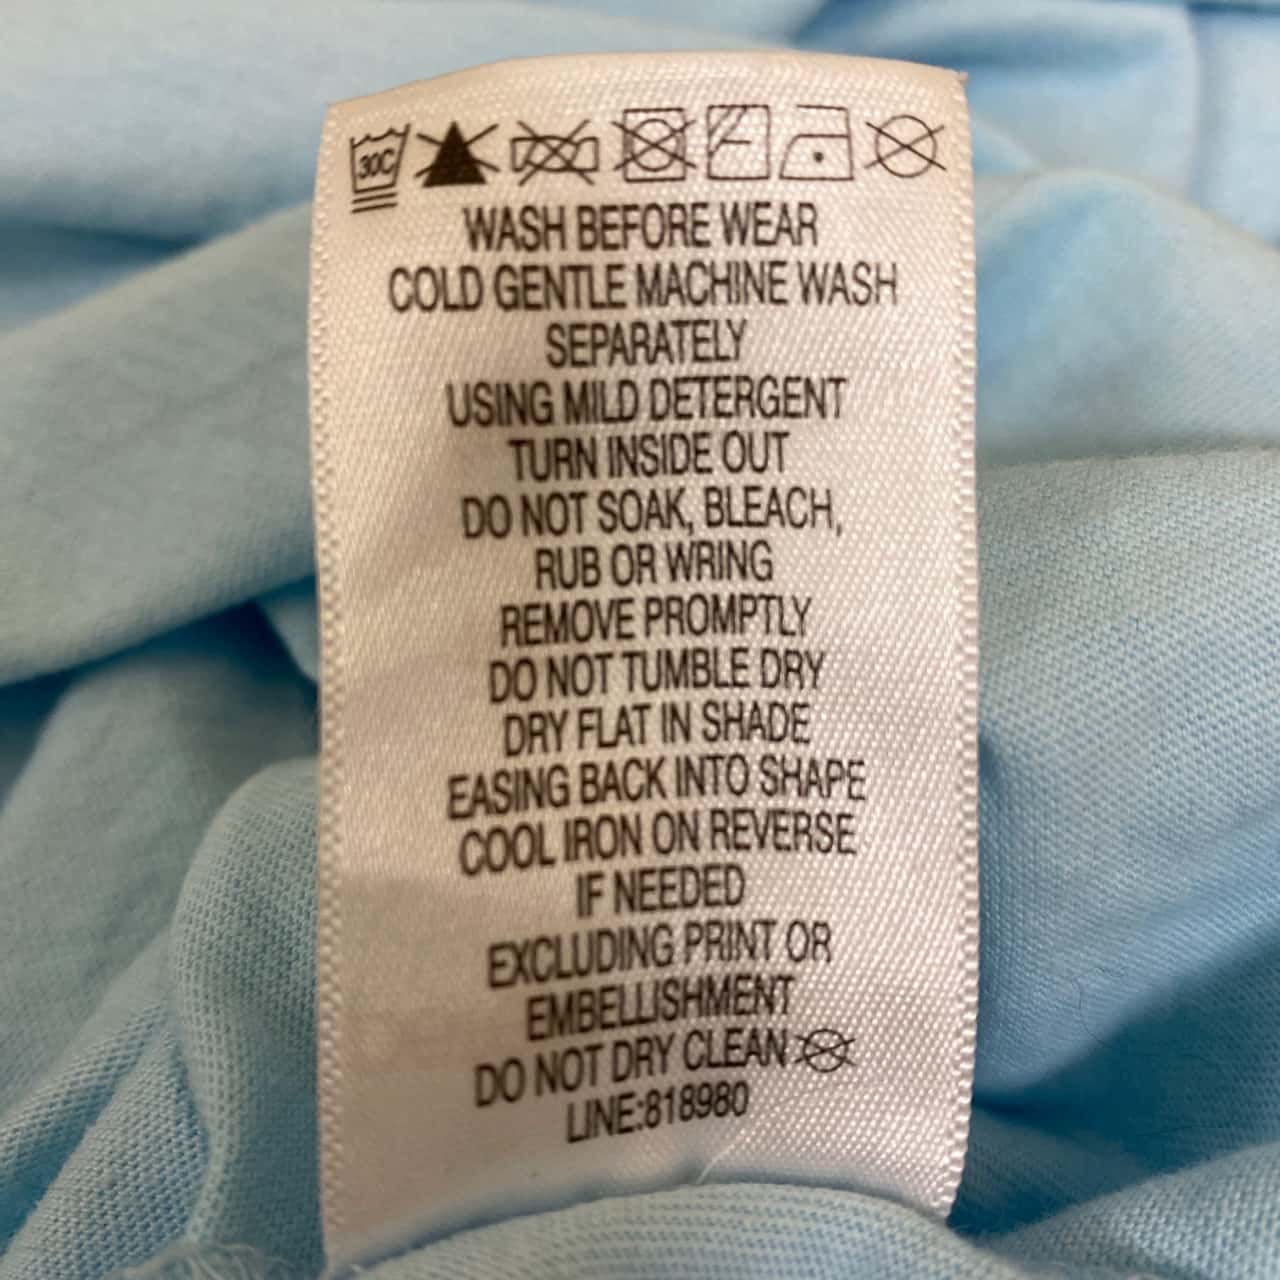 30C
WASH BEFORE WEAR
COLD GENTLE MACHINE WASH
SEPARATELY
USING MILD DETERGENT
TURN INSIDE OUT
DO NOT SOAK, BLEACH,
RUB OR WRING
REMOVE PROMPTLY
DO NOT TUMBLE DRY
DRY FLAT IN SHADE
EASING BACK INTO SHAPE
COOL IRON ON REVERSE
IF NEEDED
EXCLUDING PRINT OR
EMBELLISHMENT
DO NOT DRY CLEAN
LINE:818980